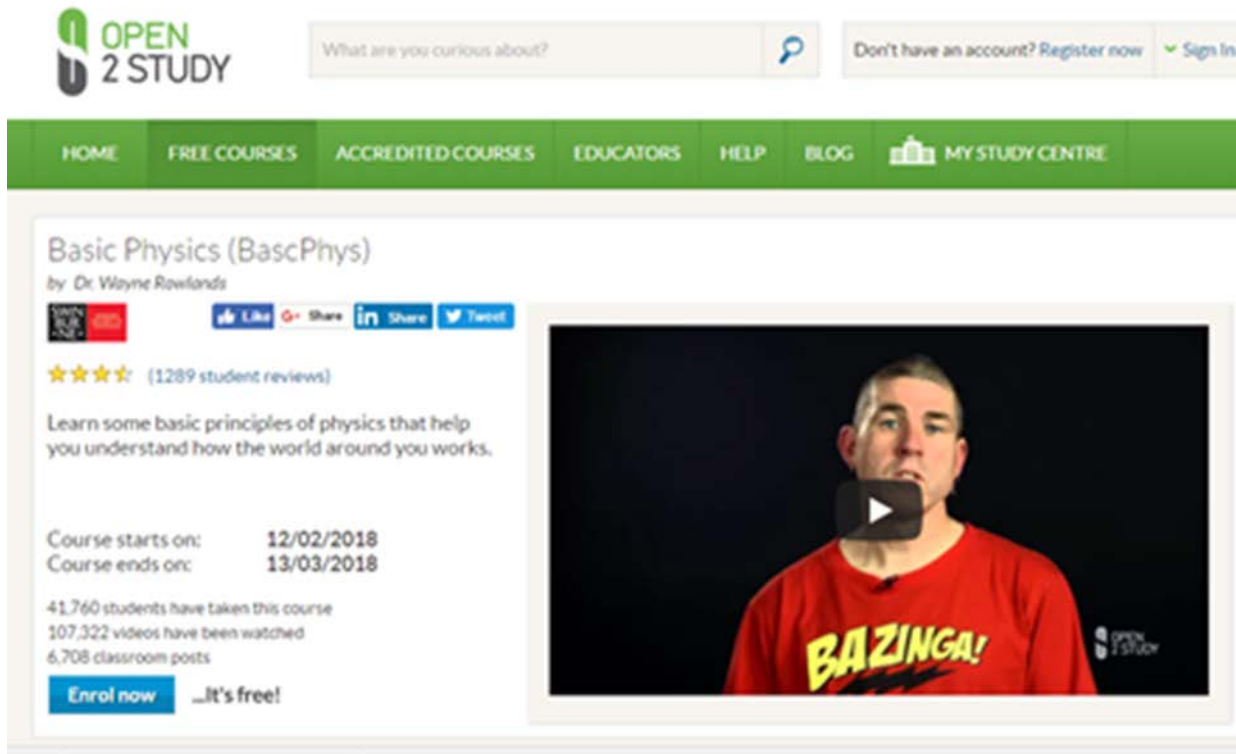 OPEN
2 STUDY
What are you curious about?
Don't have an account? Register now
Sign In
HOME
FREE COURSES
ACCREDITED COURSES
EDUCATORS
HELP
BLOG
MY STUDY CENTRE
Basic Physics (BascPhys)
by Dr. Wayne Rowlands
SWIN
BUR
*NE*
Like
G+ Share
in Share
Tweet
(1289 student reviews)
Learn some basic principles of physics that help
you understand how the world around you works.
Course starts on: 12/02/2018
Course ends on: 13/03/2018
41,760 students have taken this course
107,322 videos have been watched
6,708 classroom posts
Enrol now ...It's free!
BAZINGA!
OPEN
2 STUDY